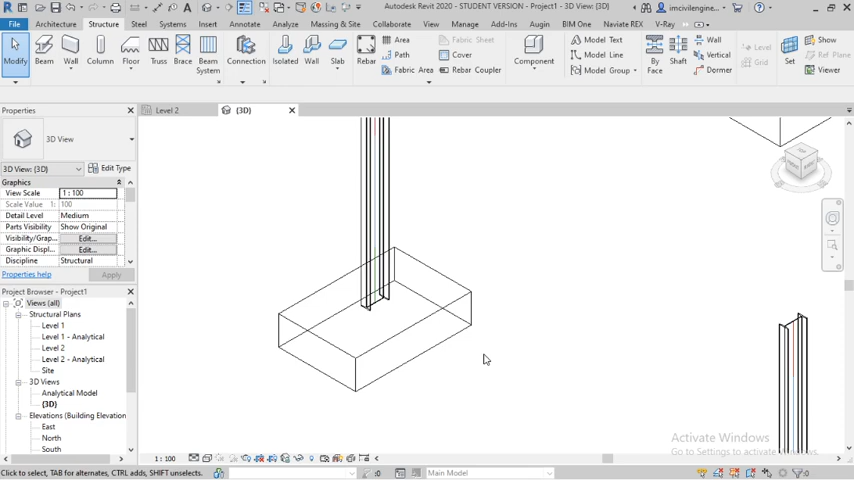 Autodesk Revit 2020 - STUDENT VERSION - Project1 - 3D View: {3D}
imcivilengine...
File Architecture Structure Steel Systems Insert Annotate Analyze Massing & Site Collaborate View Manage Add-Ins Augin BIM One Naviate REX V-Ray
Modify Beam Wall Column Floor Truss Brace Beam System Connection Isolated Wall Slab Rebar
Area
Path
Fabric Area
Fabric Sheet
Cover
Rebar Coupler
Component
Model Text
Model Line
Model Group
By Face
Shaft
Wall
Vertical
Dormer
Level
Grid
Set
Show
Ref Plane
Viewer
Properties
Level 2
{3D}
3D View
3D View: {3D}
Edit Type
Graphics
View Scale 1 : 100
Scale Value 1: 100
Detail Level Medium
Parts Visibility Show Original
Visibility/Grap... Edit...
Graphic Displ... Edit...
Discipline Structural
Properties help
Apply
Project Browser - Project1
Views (all)
Structural Plans
Level 1
Level 1 - Analytical
Level 2
Level 2 - Analytical
Site
3D Views
Analytical Model
{3D}
Elevations (Building Elevation
East
North
South
Activate Windows
Go to Settings to activate Windows.
1 : 100
Click to select, TAB for alternates, CTRL adds, SHIFT unselects.
:0
Main Model
:0